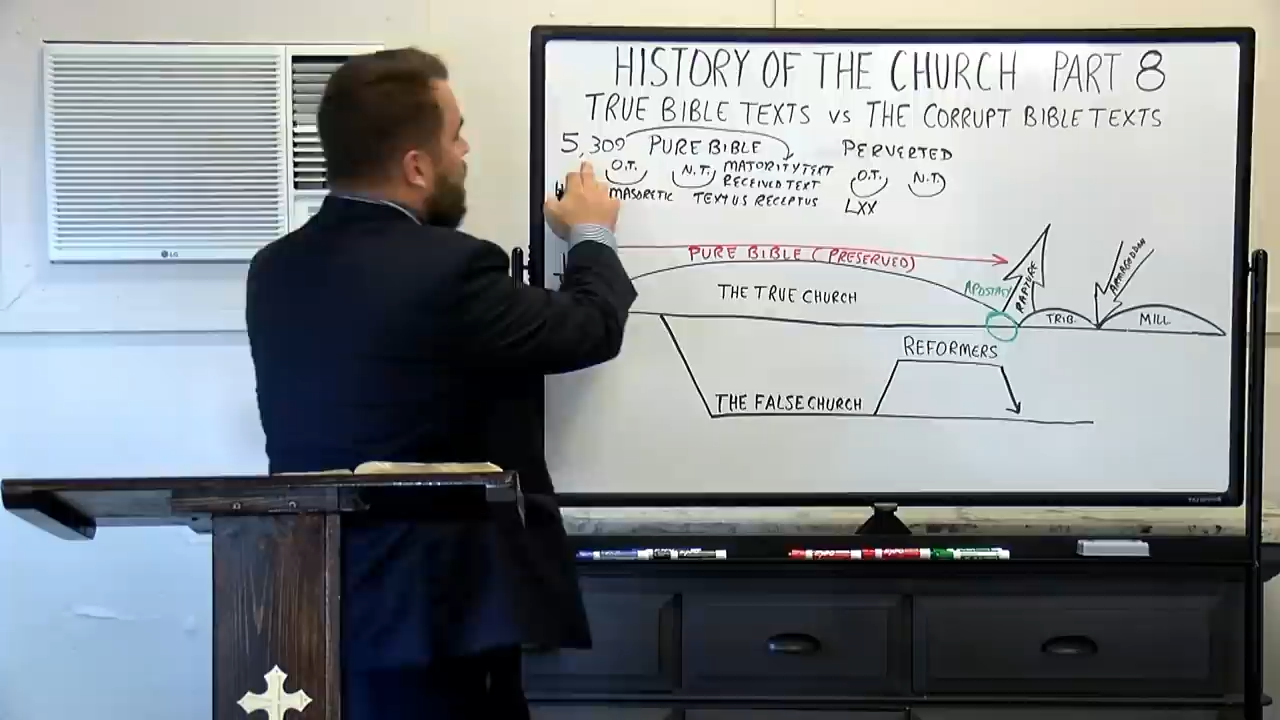 HISTORY OF THE CHURCH PART 8
TRUE BIBLE TEXTS vs THE CORRUPT BIBLE TEXTS
5,309 PURE BIBLE PERVERTED
O.T. N.T. MATORITY TEXT O.T. N.T.
RECEIVED TEXT
MASORETIC TEXTUS RECEPTUS LXX
PURE BIBLE (PRESERVED)
THE TRUE CHURCH
APOSTASY
RAPTURE
ARMAGEDDON
TRIB. MILL
REFORMERS
THE FALSE CHURCH
LG